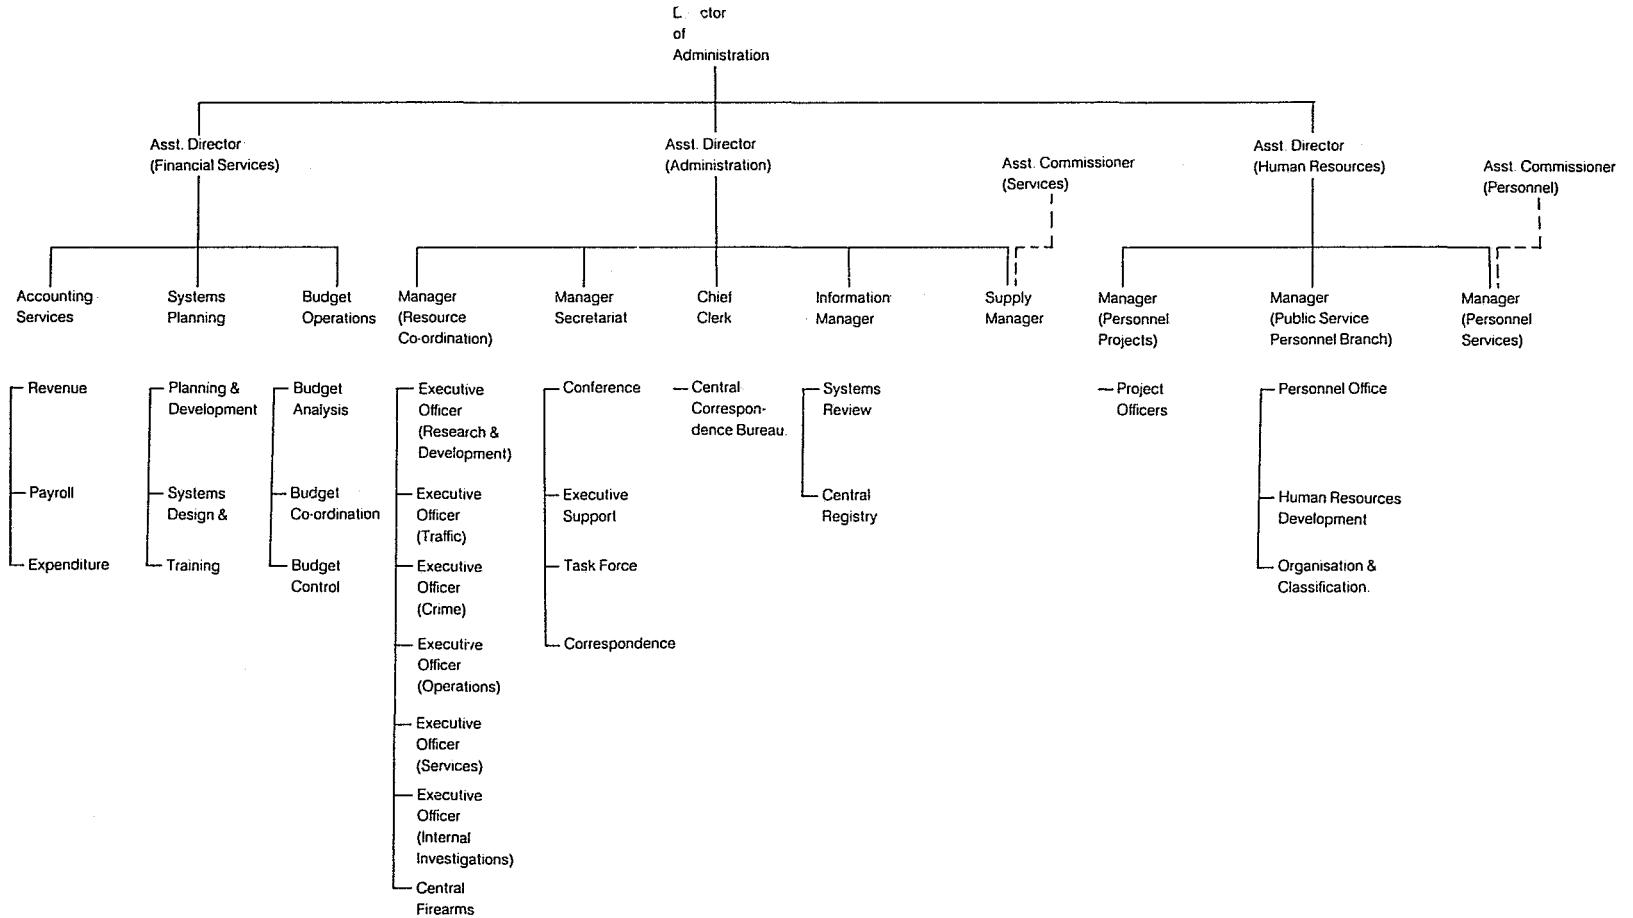 of
Administration
Asst. Director
(Financial Services)
Asst. Director
(Administration)
Asst. Commissioner
(Services)
Asst. Director
(Human Resources)
Asst. Commissioner
(Personnel)
Accounting
Services
Systems
Planning
Budget
Operations
Manager
(Resource
Co-ordination)
Manager
Secretariat
Chief
Clerk
Information
Manager
Supply
Manager
Manager
(Personnel
Projects)
Manager
(Public Service
Personnel Branch)
Manager
(Personnel
Services)
Revenue
Payroll
Expenditure
Planning &
Development
Systems
Design &
Training
Budget
Analysis
Budget
Co-ordination
Budget
Control
Executive
Officer
(Research &
Development)
Executive
Officer
(Traffic)
Executive
Officer
(Crime)
Executive
Officer
(Operations)
Executive
Officer
(Services)
Executive
Officer
(Internal
Investigations)
Central
Firearms
Conference
Executive
Support
Task Force
Correspondence
Central
Correspon-
dence Bureau.
Systems
Review
Central
Registry
Project
Officers
Personnel Office
Human Resources
Development
Organisation &
Classification.